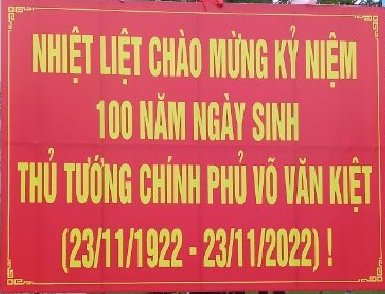 NHIỆT LIỆT CHÀO MỪNG KỶ NIỆM
100 NĂM NGÀY SINH
THỦ TƯỚNG CHÍNH PHỦ VÕ VĂN KIỆT
(23/11/1922 - 23/11/2022) !